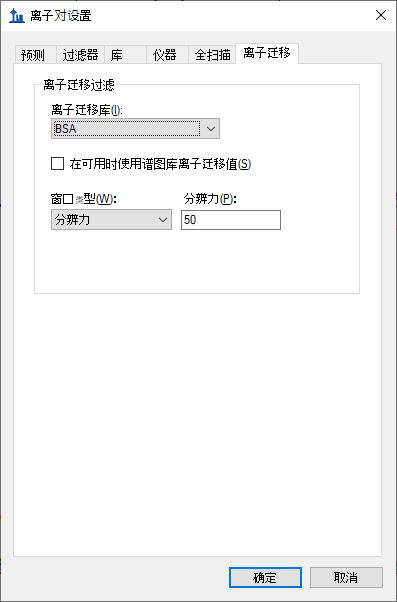 离子对设置
预测 过滤器 库 仪器 全扫描 离子迁移
离子迁移过滤
离子迁移库(I):
BSA
在可用时使用谱图库离子迁移值(S)
窗口类型(W): 分辨力(P):
分辨力 50
确定 取消